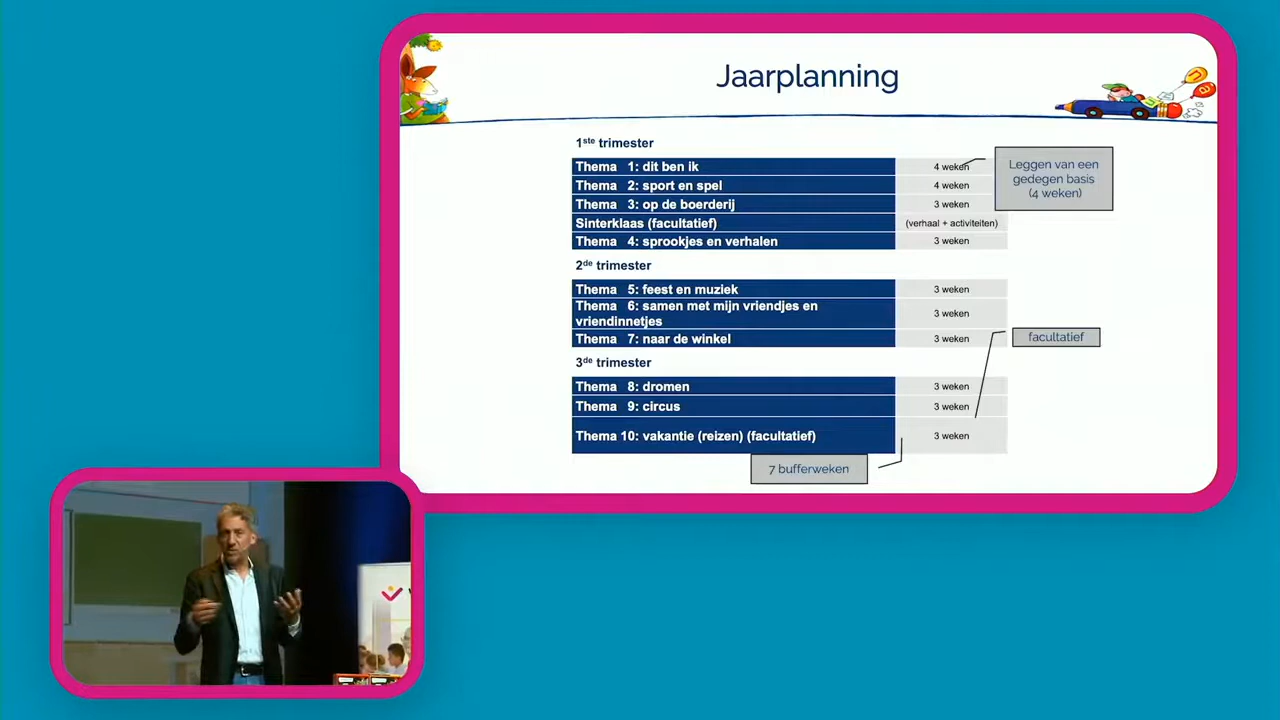 Jaarplanning
1ste trimester
Thema 1: dit ben ik 4 weken
Thema 2: sport en spel 4 weken
Thema 3: op de boerderij 3 weken
Sinterklaas (facultatief) (verhaal + activiteiten)
Thema 4: sprookjes en verhalen 3 weken
Leggen van een
gedegen basis
(4 weken)
2de trimester
Thema 5: feest en muziek 3 weken
Thema 6: samen met mijn vriendjes en
vriendinnetjes 3 weken
Thema 7: naar de winkel 3 weken
facultatief
3de trimester
Thema 8: dromen 3 weken
Thema 9: circus 3 weken
Thema 10: vakantie (reizen) (facultatief) 3 weken
7 bufferweken